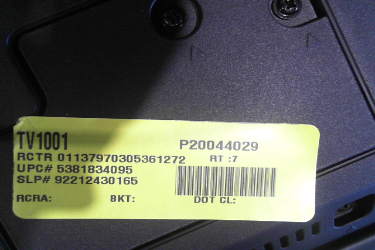 TV1001 P20044029
RCTR 01137970305361272 RT :7
UPC# 5381834095
SLP# 92212430165
RCRA: BKT: DOT CL: